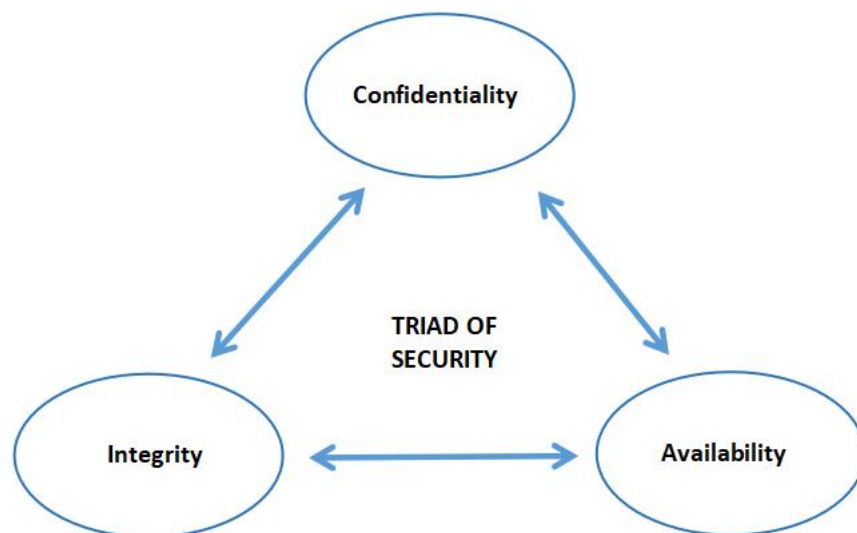 Confidentiality
TRIAD OF
SECURITY
Integrity
Availability